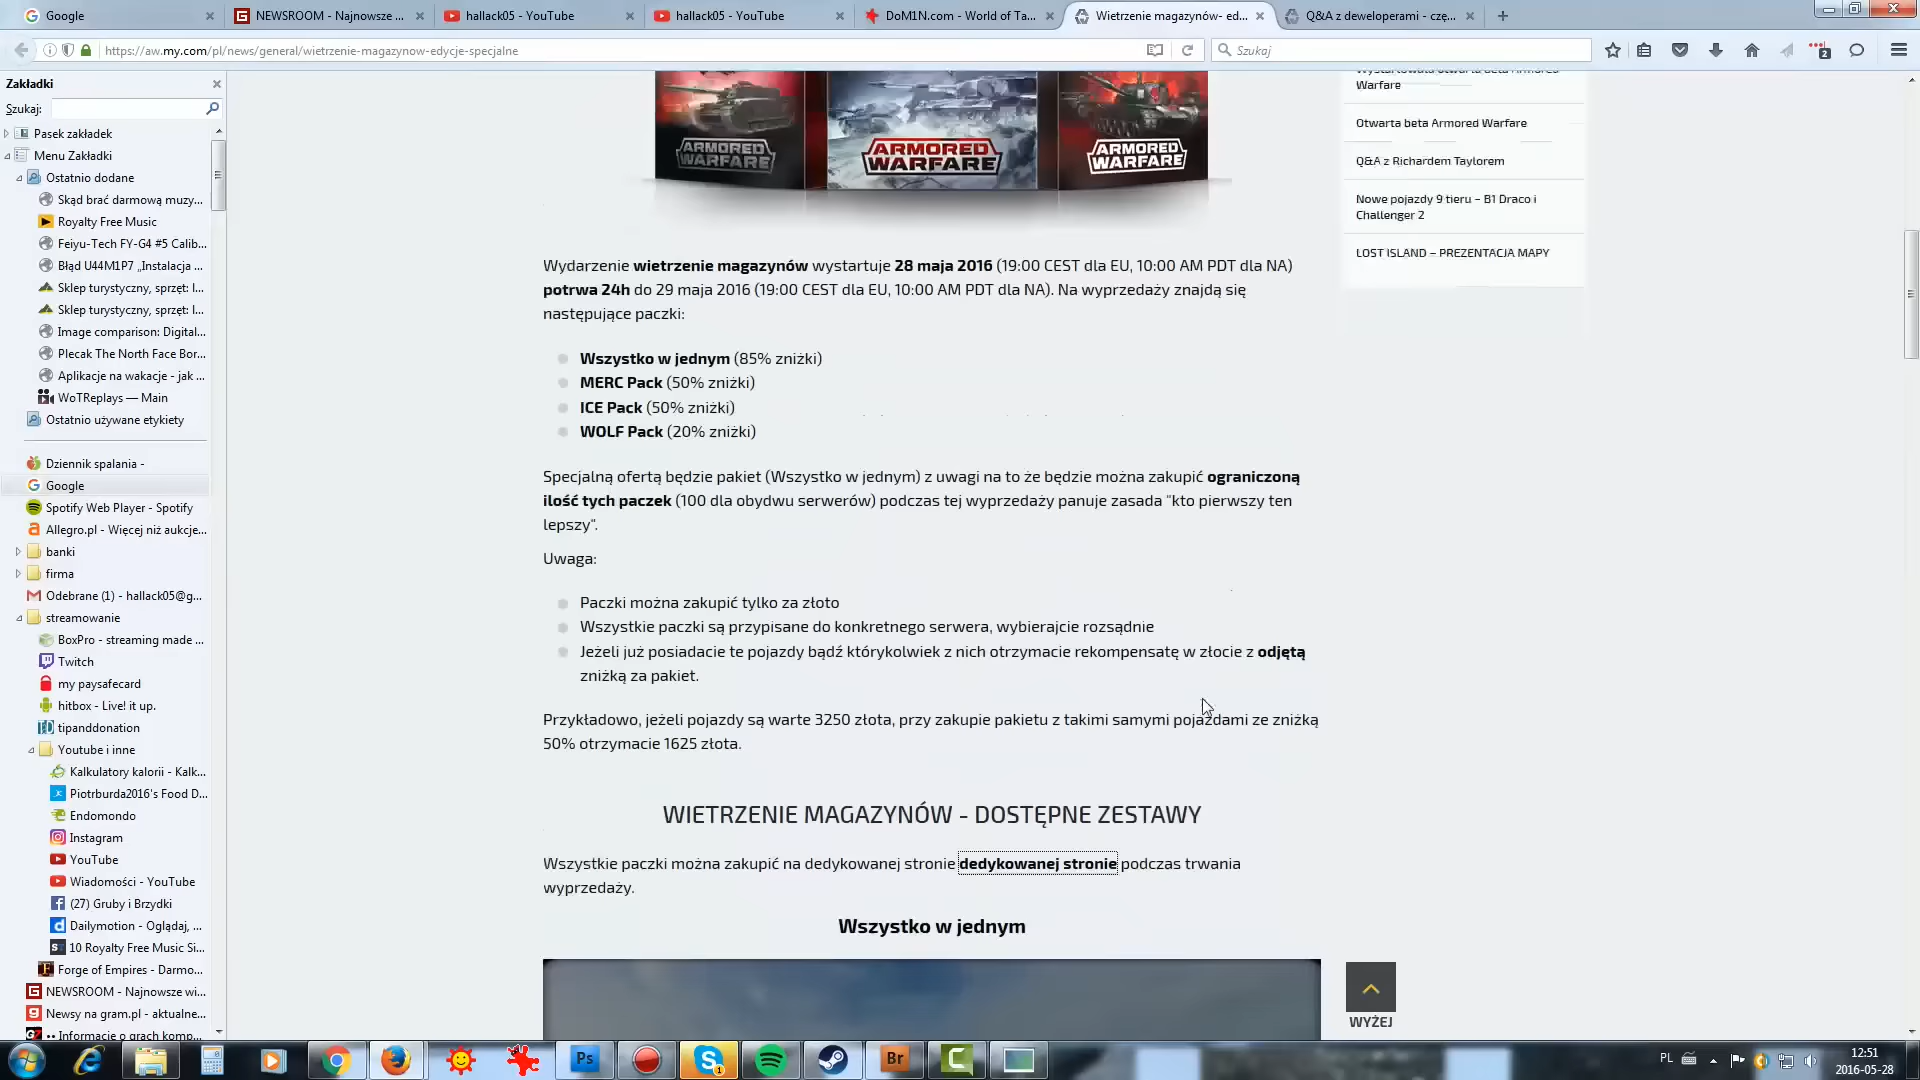 Google
NEWSROOM - Najnowsze ...
hallack05 - YouTube
hallack05 - YouTube
DoM1N.com - World of Ta...
Wietrzenie magazynów- ed...
Q&A z deweloperami - czę...
https://aw.my.com/pl/news/general/wietrzenie-magazynow-edycje-specjalne
Szukaj
2
Zakładki
Szukaj:
Pasek zakładek
Menu Zakładki
Ostatnio dodane
Skąd brać darmową muzy...
Royalty Free Music
Feiyu-Tech FY-G4 #5 Calib...
Błąd U44M1P7 „Instalacja ...
Sklep turystyczny, sprzęt: l...
Sklep turystyczny, sprzęt: l...
Image comparison: Digital...
Plecak The North Face Bor...
Aplikacje na wakacje - jak ...
WoTReplays — Main
Ostatnio używane etykiety
Dziennik spalania -
Google
Spotify Web Player - Spotify
Allegro.pl - Więcej niż aukcje...
banki
firma
Odebrane (1) - hallack05@g...
streamowanie
BoxPro - streaming made ...
Twitch
my paysafecard
hitbox - Live! it up.
tipanddonation
Youtube i inne
Kalkulatory kalorii - Kalk...
Piotrburda2016's Food D...
Endomondo
Instagram
YouTube
Wiadomości - YouTube
(27) Gruby i Brzydki
Dailymotion - Oglądaj, ...
10 Royalty Free Music Si...
Forge of Empires - Darmo...
NEWSROOM - Najnowsze wi...
Newsy na gram.pl - aktualne...
•• Informacje o grach komp...
ARMORED WARFARE
ARMORED WARFARE
ARMORED WARFARE
Wydarzenie wietrzenie magazynów wystartuje 28 maja 2016 (19:00 CEST dla EU, 10:00 AM PDT dla NA)
potrwa 24h do 29 maja 2016 (19:00 CEST dla EU, 10:00 AM PDT dla NA). Na wyprzedaży znajdą się
następujące paczki:
Wszystko w jednym (85% zniżki)
MERC Pack (50% zniżki)
ICE Pack (50% zniżki)
WOLF Pack (20% zniżki)
Specjalną ofertą będzie pakiet (Wszystko w jednym) z uwagi na to że będzie można zakupić ograniczoną
ilość tych paczek (100 dla obydwu serwerów) podczas tej wyprzedaży panuje zasada "kto pierwszy ten
lepszy".
Uwaga:
Paczki można zakupić tylko za złoto
Wszystkie paczki są przypisane do konkretnego serwera, wybierajcie rozsądnie
Jeżeli już posiadacie te pojazdy bądź którykolwiek z nich otrzymacie rekompensatę w złocie z odjętą
zniżką za pakiet.
Przykładowo, jeżeli pojazdy są warte 3250 złota, przy zakupie pakietu z takimi samymi pojazdami ze zniżką
50% otrzymacie 1625 złota.
WIETRZENIE MAGAZYNÓW - DOSTĘPNE ZESTAWY
Wszystkie paczki można zakupić na dedykowanej stronie dedykowanej stronie podczas trwania
wyprzedaży.
Wszystko w jednym
Wystartowała otwarta beta Armored
Warfare
Otwarta beta Armored Warfare
Q&A z Richardem Taylorem
Nowe pojazdy 9 tieru – B1 Draco i
Challenger 2
LOST ISLAND – PREZENTACJA MAPY
WYŻEJ
Ps
Br
PL
12:51
2016-05-28